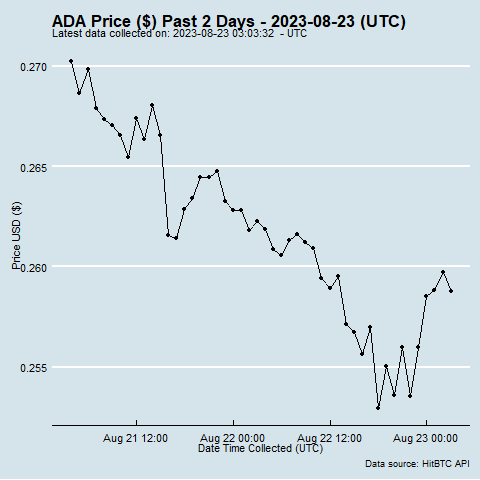 ADA Price ($) Past 2 Days - 2023-08-23 (UTC)
Latest data collected on: 2023-08-23 03:03:32  - UTC
0.270
0.265
0.260
0.255
Price USD ($)
Aug 21 12:00 Aug 22 00:00 Aug 22 12:00 Aug 23 00:00
Date Time Collected (UTC)
Data source: HitBTC API